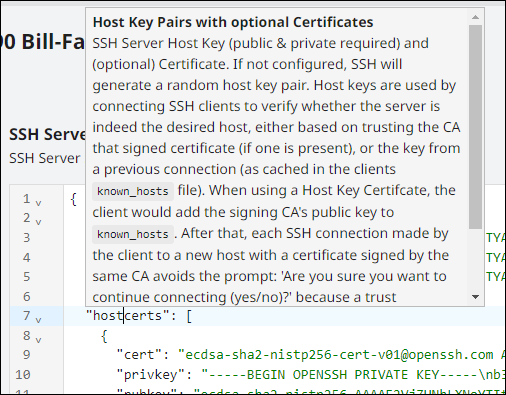 Host Key Pairs with optional Certificates
00 Bill-Fa
SSH Server Host Key (public & private required) and
(optional) Certificate. If not configured, SSH will
generate a random host key pair. Host keys are used by
connecting SSH clients to verify whether the server is
indeed the desired host, either based on trusting the CA
SSH Serve
that signed certificate (if one is present), or the key from
SSH Server
a previous connection (as cached in the clients
known_hosts file). When using a Host Key Certifcate, the
1 {
client would add the signing CA's public key to
2
known_hosts. After that, each SSH connection made by
3 TYA
the client to a new host with a certificate signed by the
4 TYA
same CA avoids the prompt: 'Are you sure you want to
5 TYA
continue connecting (yes/no)?' because a trust
6
7 "hostcerts": [
8 {
9 "cert": "ecdsa-sha2-nistp256-cert-v01@openssh.com A
10 "privkey": "-----BEGIN OPENSSH PRIVATE KEY-----\nb3